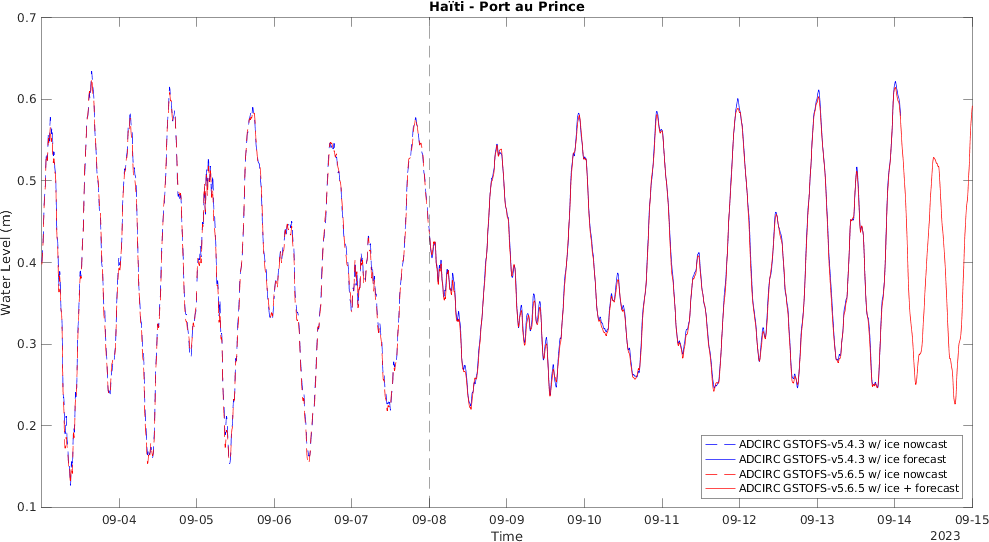 Haïti - Port au Prince
0.7
0.6
0.5
0.4
0.3
0.2
0.1
Water Level (m)
09-04 09-05 09-06 09-07 09-08 09-09 09-10 09-11 09-12 09-13 09-14 09-15
Time
2023
ADCIRC GSTOFS-v5.4.3 w/ ice nowcast
ADCIRC GSTOFS-v5.4.3 w/ ice forecast
ADCIRC GSTOFS-v5.6.5 w/ ice nowcast
ADCIRC GSTOFS-v5.6.5 w/ ice + forecast